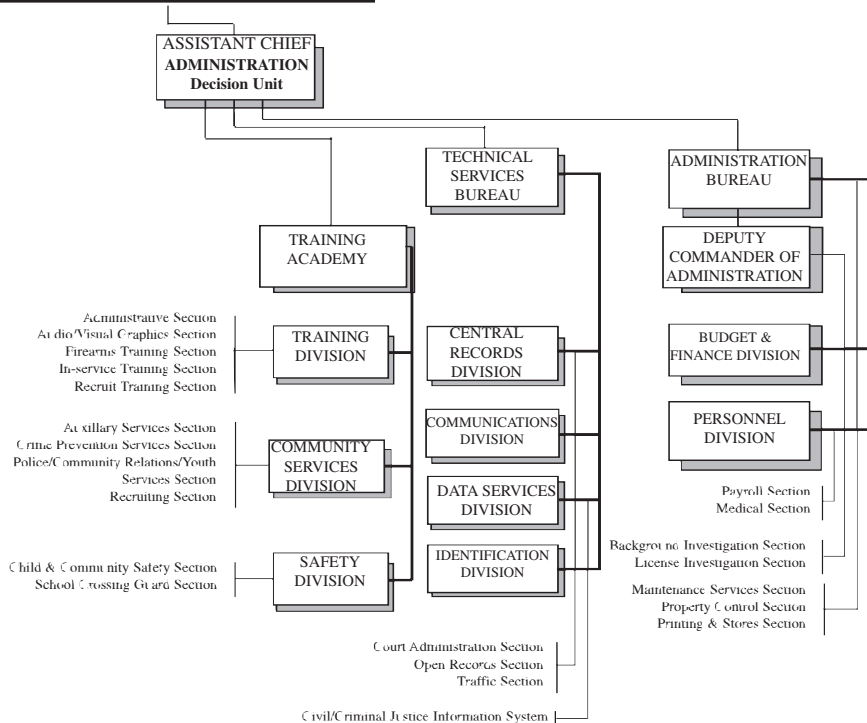 ASSISTANT CHIEF
ADMINISTRATION
Decision Unit
TECHNICAL
SERVICES
BUREAU
ADMINISTRATION
BUREAU
TRAINING
ACADEMY
DEPUTY
COMMANDER OF
ADMINISTRATION
Administrative Section
Audio/Visual Graphics Section
Firearms Training Section
In-service Training Section
Recruit Training Section
TRAINING
DIVISION
CENTRAL
RECORDS
DIVISION
BUDGET &
FINANCE DIVISION
Auxillary Services Section
Crime Prevention Services Section
Police/Community Relations/Youth
Services Section
Recruiting Section
COMMUNITY
SERVICES
DIVISION
COMMUNICATIONS
DIVISION
PERSONNEL
DIVISION
DATA SERVICES
DIVISION
Payroll Section
Medical Section
Child & Community Safety Section
School Crossing Guard Section
SAFETY
DIVISION
IDENTIFICATION
DIVISION
Background Investigation Section
License Investigation Section
Maintenance Services Section
Property Control Section
Printing & Stores Section
Court Administration Section
Open Records Section
Traffic Section
Civil/Criminal Justice Information System